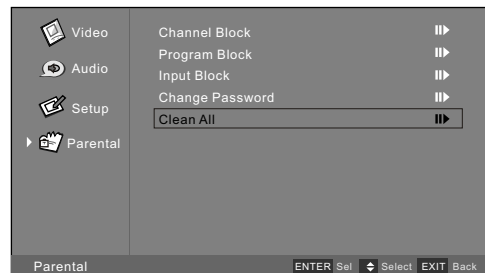 Video
Audio
Setup
Parental
Channel Block
Program Block
Input Block
Change Password
Clean All
Parental
ENTER Sel Select EXIT Back